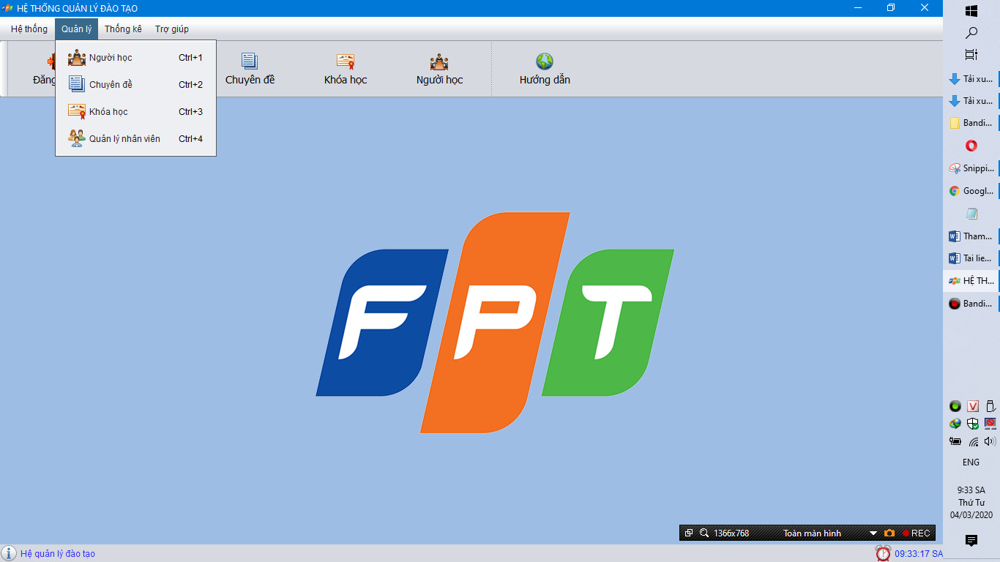 HỆ THỐNG QUẢN LÝ ĐÀO TẠO
Hệ thống Quản lý Thống kê Trợ giúp
Người học Ctrl+1
Chuyên đề Ctrl+2
Khóa học Ctrl+3
Quản lý nhân viên Ctrl+4
Đăng
Chuyên đề
Khóa học
Người học
Hướng dẫn
FPT
1366x768 Toàn màn hình REC
Hệ quản lý đào tạo
09:33:17 SA
Tải xu...
Tải xu...
Bandi...
Snippi...
Googl...
Tham...
Tai lie...
HỆ TH...
Bandi...
ENG
9:33 SA
Thứ Tư
04/03/2020